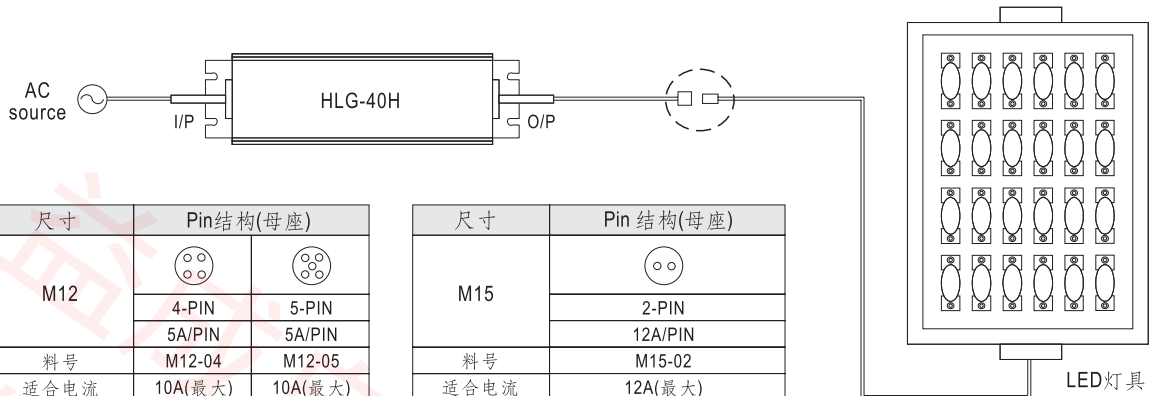 AC
source
HLG-40H
I/P
O/P
尺寸 Pin结构(母座)
M12
4-PIN 5-PIN
5A/PIN 5A/PIN
料号 M12-04 M12-05
适合电流 10A(最大) 10A(最大)
尺寸 Pin 结构(母座)
M15
2-PIN
12A/PIN
料号 M15-02
适合电流 12A(最大)
LED灯具